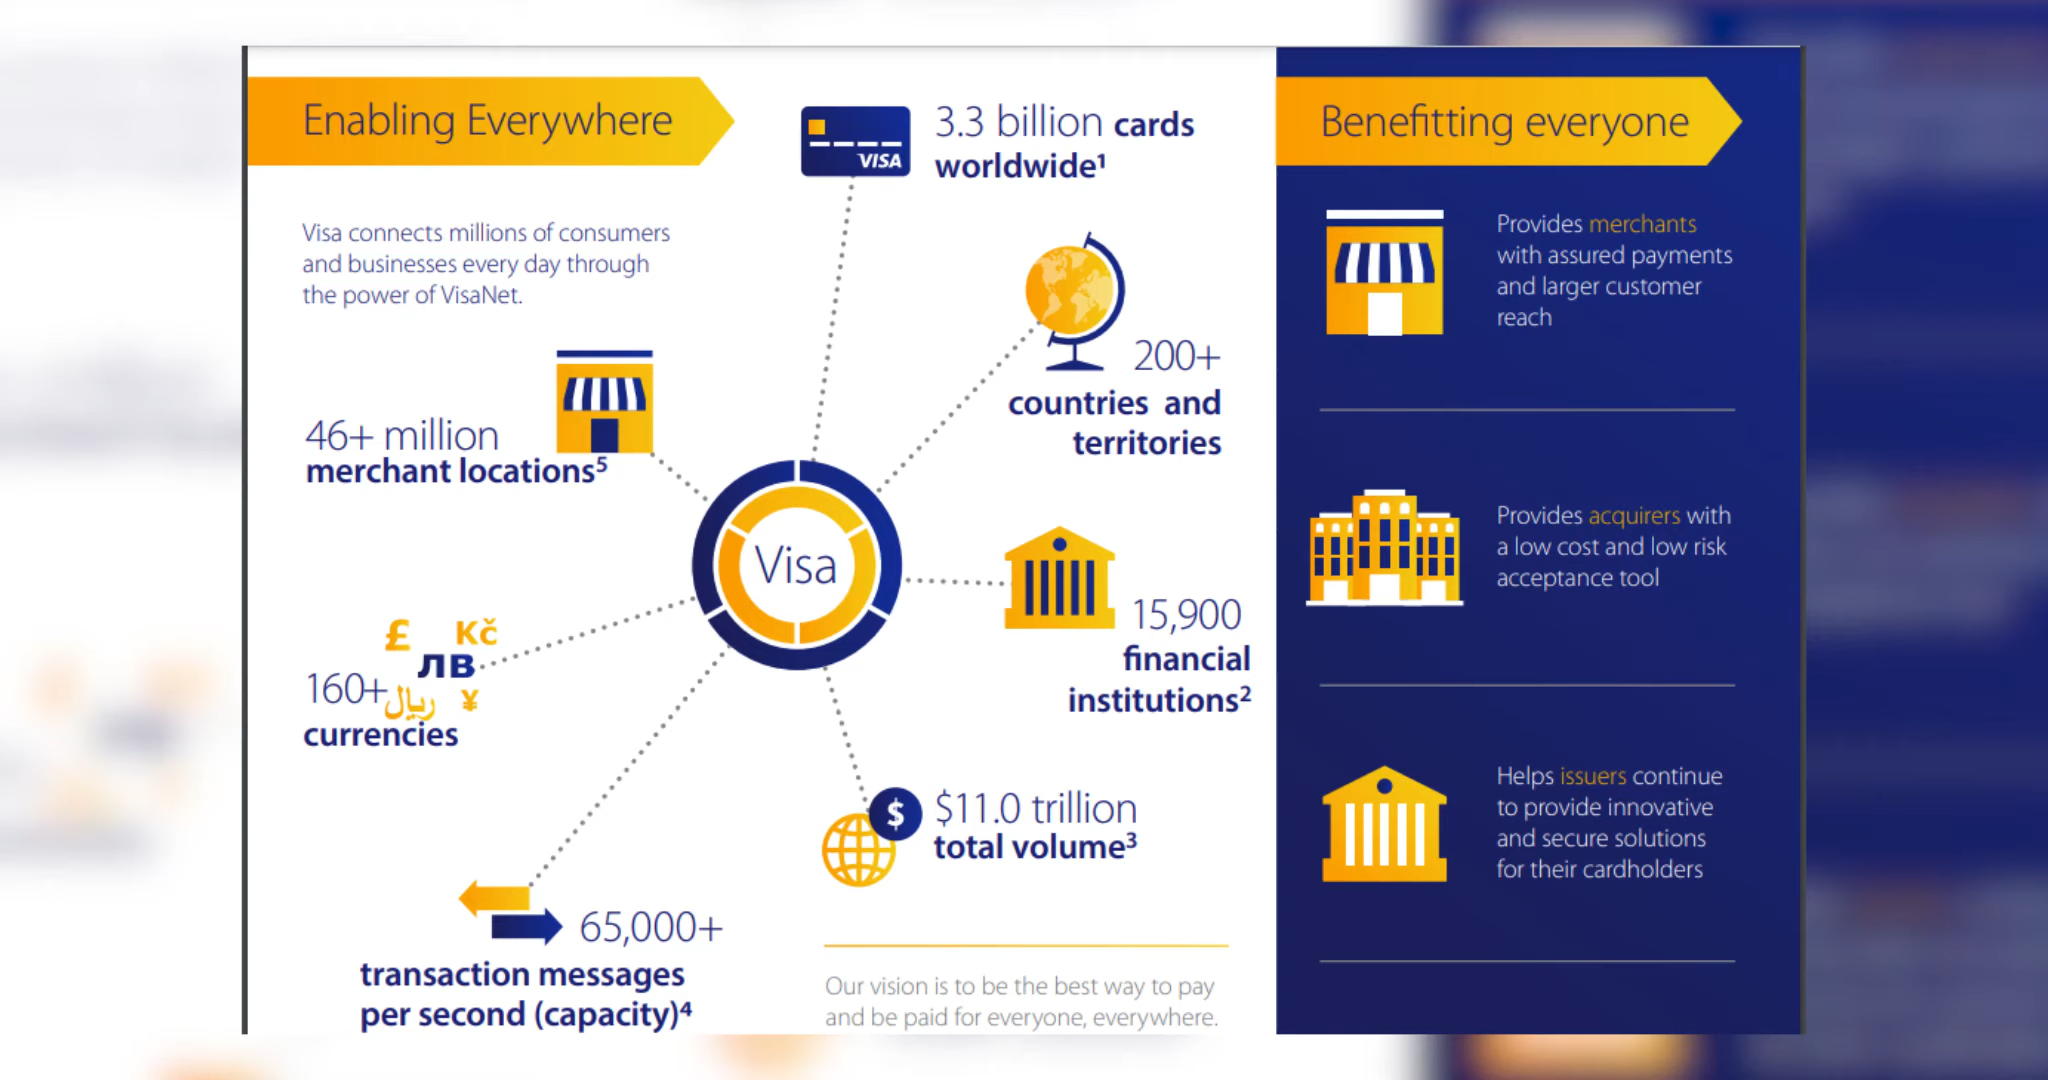 Enabling Everywhere
Visa connects millions of consumers
and businesses every day through
the power of VisaNet.
VISA
3.3 billion cards
worldwide¹
200+
countries and
territories
46+ million
merchant locations⁵
Visa
15,900
financial
institutions²
£ Kč
лв
160+ ريال ¥
currencies
$
$11.0 trillion
total volume³
65,000+
transaction messages
per second (capacity)⁴
Our vision is to be the best way to pay
and be paid for everyone, everywhere.
Benefitting everyone
Provides merchants
with assured payments
and larger customer
reach
Provides acquirers with
a low cost and low risk
acceptance tool
Helps issuers continue
to provide innovative
and secure solutions
for their cardholders